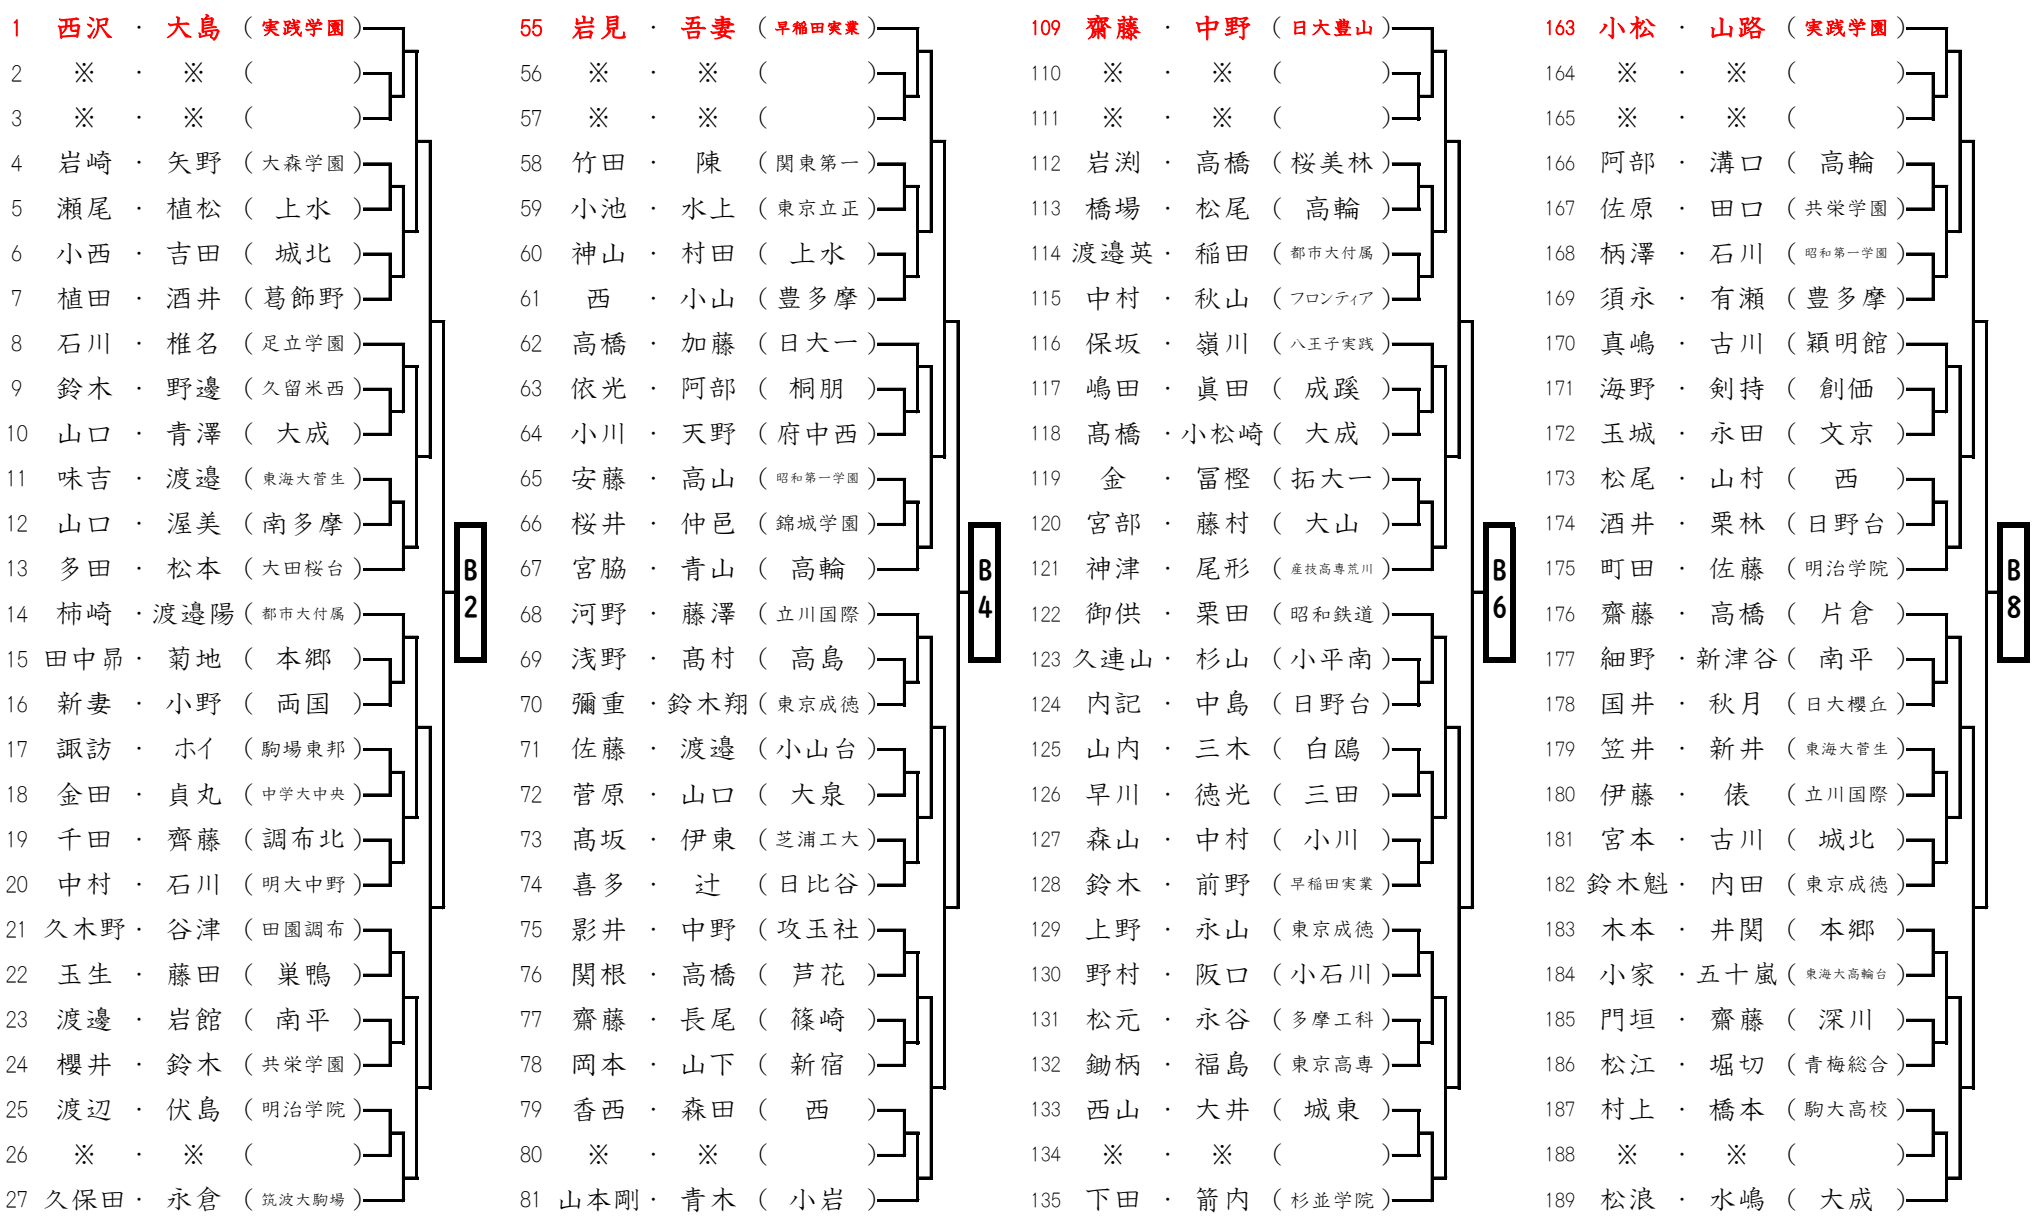 1 西沢 ・ 大島 ( 実践学園 )
2 ※ ・ ※ ( )
3 ※ ・ ※ ( )
4 岩崎 ・ 矢野 ( 大森学園 )
5 瀬尾 ・ 植松 ( 上水 )
6 小西 ・ 吉田 ( 城北 )
7 植田 ・ 酒井 ( 葛飾野 )
8 石川 ・ 椎名 ( 足立学園 )
9 鈴木 ・ 野邊 ( 久留米西 )
10 山口 ・ 青澤 ( 大成 )
11 味吉 ・ 渡邉 ( 東海大菅生 )
12 山口 ・ 渥美 ( 南多摩 )
13 多田 ・ 松本 ( 大田桜台 )
14 柿崎 ・ 渡邉陽 ( 都市大付属 )
15 田中昴 ・ 菊地 ( 本郷 )
16 新妻 ・ 小野 ( 両国 )
17 諏訪 ・ ホイ ( 駒場東邦 )
18 金田 ・ 貞丸 ( 中学大中央 )
19 千田 ・ 齊藤 ( 調布北 )
20 中村 ・ 石川 ( 明大中野 )
21 久木野 ・ 谷津 ( 田園調布 )
22 玉生 ・ 藤田 ( 巣鴨 )
23 渡邊 ・ 岩館 ( 南平 )
24 櫻井 ・ 鈴木 ( 共栄学園 )
25 渡辺 ・ 伏島 ( 明治学院 )
26 ※ ・ ※ ( )
27 久保田 ・ 永倉 ( 筑波大駒場 )
B2
55 岩見 ・ 吾妻 ( 早稲田実業 )
56 ※ ・ ※ ( )
57 ※ ・ ※ ( )
58 竹田 ・ 陳 ( 関東第一 )
59 小池 ・ 水上 ( 東京立正 )
60 神山 ・ 村田 ( 上水 )
61 西 ・ 小山 ( 豊多摩 )
62 高橋 ・ 加藤 ( 日大一 )
63 依光 ・ 阿部 ( 桐朋 )
64 小川 ・ 天野 ( 府中西 )
65 安藤 ・ 高山 ( 昭和第一学園 )
66 桜井 ・ 仲邑 ( 錦城学園 )
67 宮脇 ・ 青山 ( 高輪 )
68 河野 ・ 藤澤 ( 立川国際 )
69 浅野 ・ 髙村 ( 高島 )
70 彌重 ・ 鈴木翔 ( 東京成徳 )
71 佐藤 ・ 渡邉 ( 小山台 )
72 菅原 ・ 山口 ( 大泉 )
73 髙坂 ・ 伊東 ( 芝浦工大 )
74 喜多 ・ 辻 ( 日比谷 )
75 影井 ・ 中野 ( 攻玉社 )
76 関根 ・ 高橋 ( 芦花 )
77 齋藤 ・ 長尾 ( 篠崎 )
78 岡本 ・ 山下 ( 新宿 )
79 香西 ・ 森田 ( 西 )
80 ※ ・ ※ ( )
81 山本剛 ・ 青木 ( 小岩 )
B4
109 齋藤 ・ 中野 ( 日大豊山 )
110 ※ ・ ※ ( )
111 ※ ・ ※ ( )
112 岩渕 ・ 高橋 ( 桜美林 )
113 橋場 ・ 松尾 ( 高輪 )
114 渡邉英 ・ 稲田 ( 都市大付属 )
115 中村 ・ 秋山 ( フロンティア )
116 保坂 ・ 嶺川 ( 八王子実践 )
117 嶋田 ・ 眞田 ( 成蹊 )
118 髙橋 ・ 小松崎 ( 大成 )
119 金 ・ 冨樫 ( 拓大一 )
120 宮部 ・ 藤村 ( 大山 )
121 神津 ・ 尾形 ( 産技高専荒川 )
122 御供 ・ 栗田 ( 昭和鉄道 )
123 久連山 ・ 杉山 ( 小平南 )
124 内記 ・ 中島 ( 日野台 )
125 山内 ・ 三木 ( 白鴎 )
126 早川 ・ 徳光 ( 三田 )
127 森山 ・ 中村 ( 小川 )
128 鈴木 ・ 前野 ( 早稲田実業 )
129 上野 ・ 永山 ( 東京成徳 )
130 野村 ・ 阪口 ( 小石川 )
131 松元 ・ 永谷 ( 多摩工科 )
132 鋤柄 ・ 福島 ( 東京高専 )
133 西山 ・ 大井 ( 城東 )
134 ※ ・ ※ ( )
135 下田 ・ 箭内 ( 杉並学院 )
B6
163 小松 ・ 山路 ( 実践学園 )
164 ※ ・ ※ ( )
165 ※ ・ ※ ( )
166 阿部 ・ 溝口 ( 高輪 )
167 佐原 ・ 田口 ( 共栄学園 )
168 柄澤 ・ 石川 ( 昭和第一学園 )
169 須永 ・ 有瀬 ( 豊多摩 )
170 真嶋 ・ 古川 ( 穎明館 )
171 海野 ・ 剣持 ( 創価 )
172 玉城 ・ 永田 ( 文京 )
173 松尾 ・ 山村 ( 西 )
174 酒井 ・ 栗林 ( 日野台 )
175 町田 ・ 佐藤 ( 明治学院 )
176 齋藤 ・ 高橋 ( 片倉 )
177 細野 ・ 新津谷 ( 南平 )
178 国井 ・ 秋月 ( 日大櫻丘 )
179 笠井 ・ 新井 ( 東海大菅生 )
180 伊藤 ・ 俵 ( 立川国際 )
181 宮本 ・ 古川 ( 城北 )
182 鈴木魁 ・ 内田 ( 東京成徳 )
183 木本 ・ 井関 ( 本郷 )
184 小家 ・ 五十嵐 ( 東海大高輪台 )
185 門垣 ・ 齋藤 ( 深川 )
186 松江 ・ 堀切 ( 青梅総合 )
187 村上 ・ 橋本 ( 駒大高校 )
188 ※ ・ ※ ( )
189 松浪 ・ 水嶋 ( 大成 )
B8